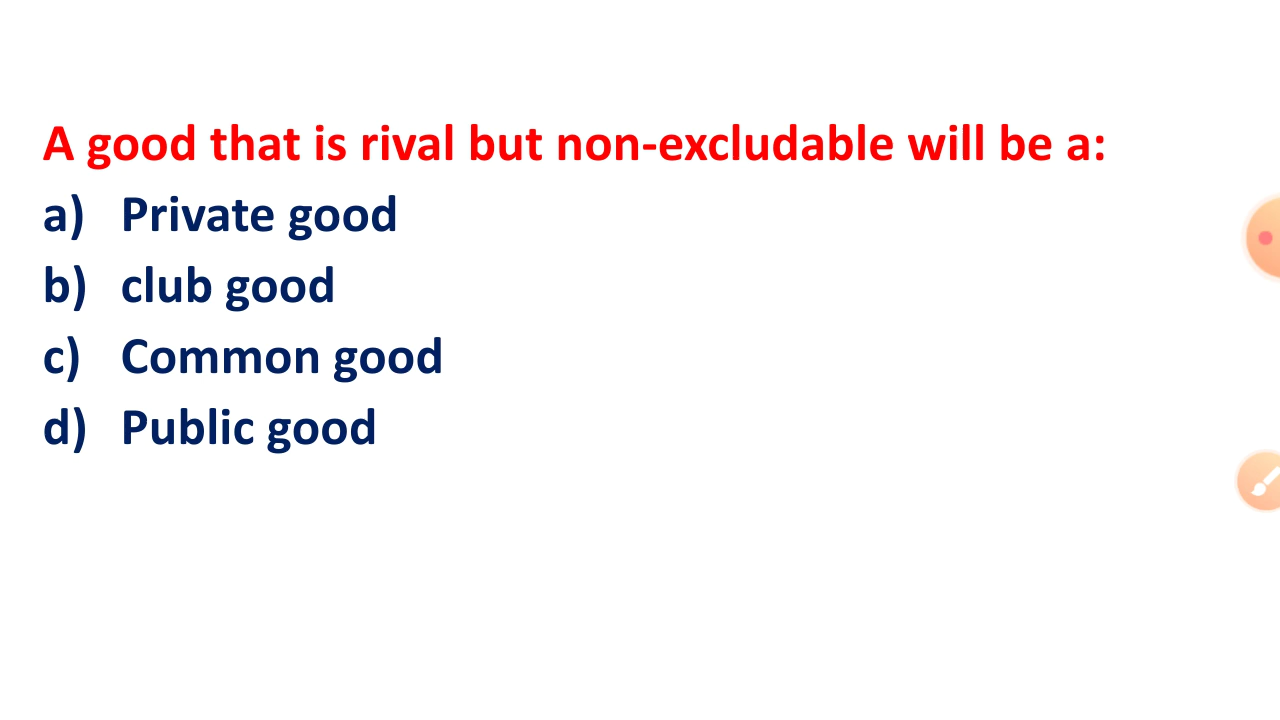 A good that is rival but non-excludable will be a:
a) Private good
b) club good
c) Common good
d) Public good